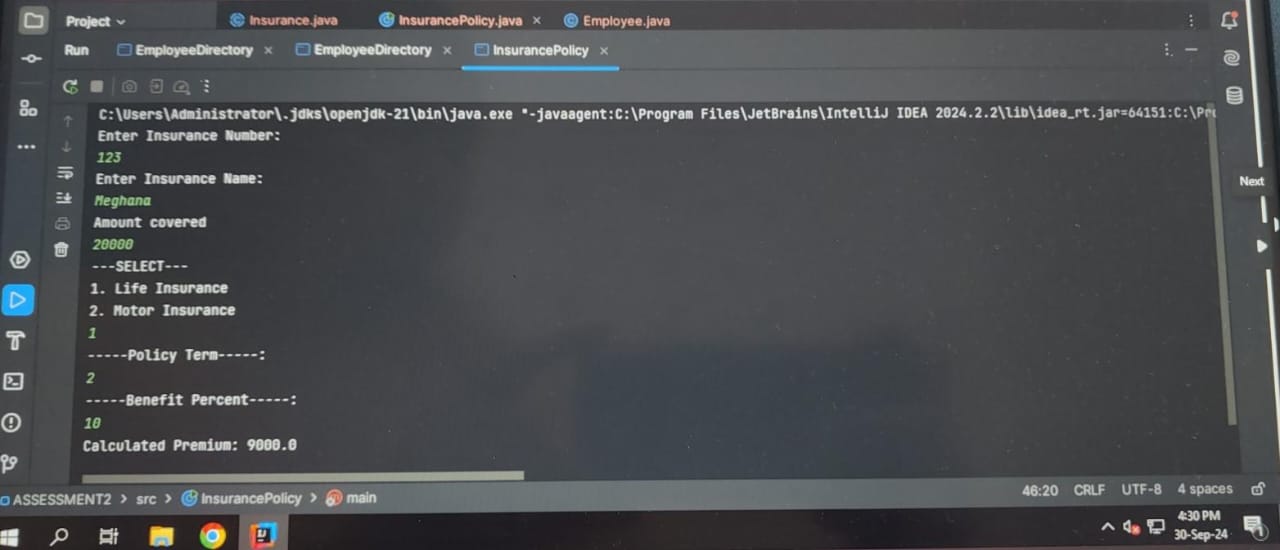 Project
Insurance.java
InsurancePolicy.java ×
Employee.java
Run
EmployeeDirectory ×
EmployeeDirectory ×
InsurancePolicy ×
C:\Users\Administrator\.jdks\openjdk-21\bin\java.exe "-javaagent:C:\Program Files\JetBrains\IntelliJ IDEA 2024.2.2\lib\idea_rt.jar=64151:C:\Pro
Enter Insurance Number:
123
Enter Insurance Name:
Meghana
Amount covered
20000
---SELECT---
1. Life Insurance
2. Motor Insurance
1
-----Policy Term-----:
2
-----Benefit Percent-----:
10
Calculated Premium: 9000.0
Next
ASSESSMENT2 > src > InsurancePolicy > main
46:20 CRLF UTF-8 4 spaces
4:30 PM
30-Sep-24
1